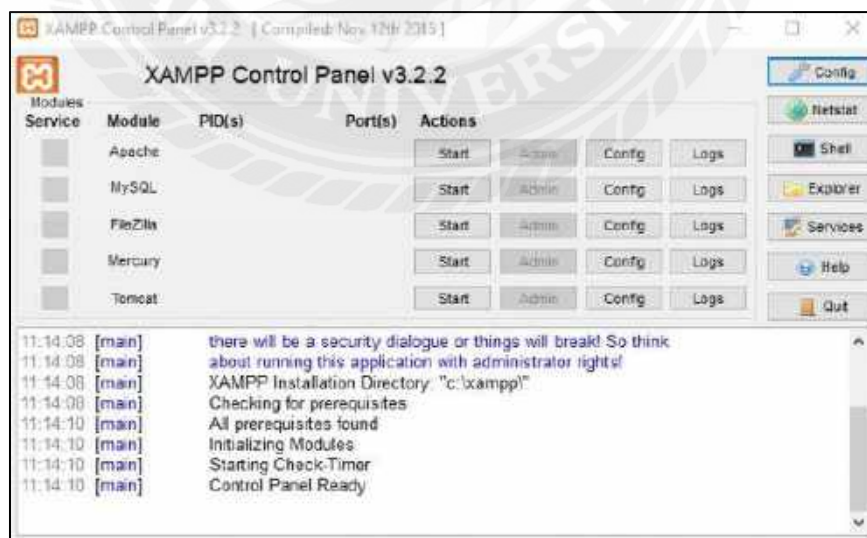 XAMPP Control Panel v3.2.2 [ Compiled: Nov 12th 2015 ]
XAMPP Control Panel v3.2.2
Config
Modules
Service Module PID(s) Port(s) Actions
Netstat
Apache Start Admin Config Logs
Shell
MySQL Start Admin Config Logs
Explorer
FileZilla Start Admin Config Logs
Services
Mercury Start Admin Config Logs
Help
Tomcat Start Admin Config Logs
Quit
11:14:08 [main] there will be a security dialogue or things will break! So think
11:14:08 [main] about running this application with administrator rights!
11:14:08 [main] XAMPP Installation Directory: "c:\xampp\"
11:14:08 [main] Checking for prerequisites
11:14:10 [main] All prerequisites found
11:14:10 [main] Initializing Modules
11:14:10 [main] Starting Check-Timer
11:14:10 [main] Control Panel Ready